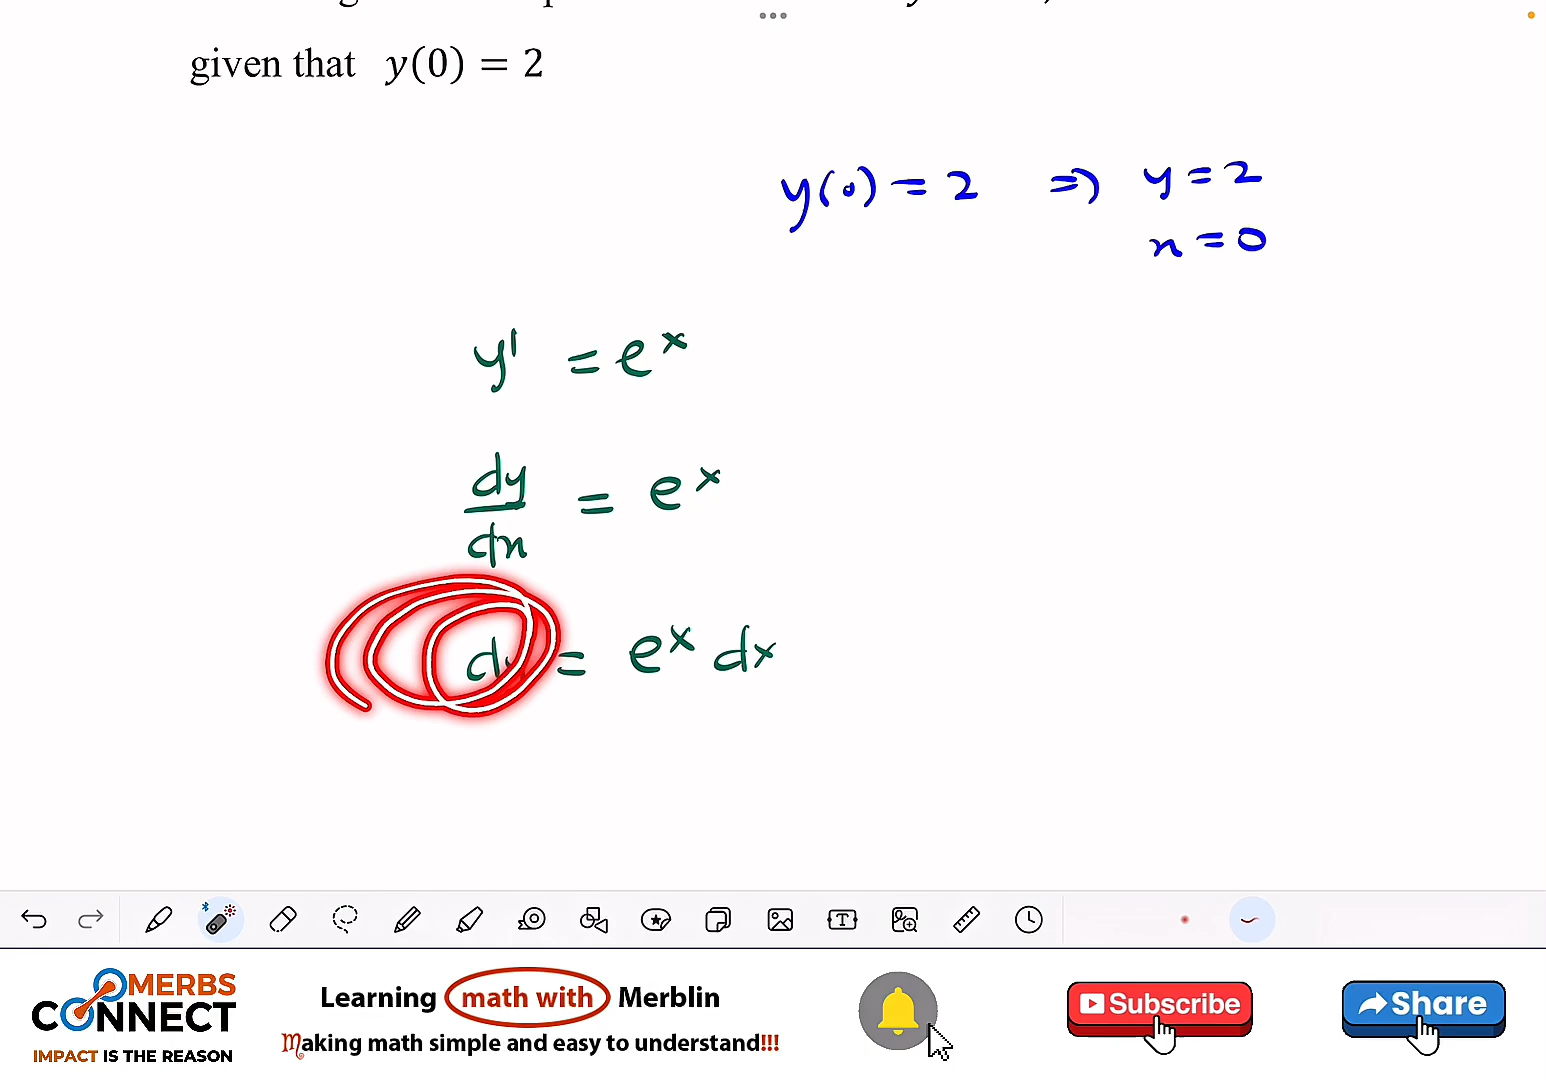 given that y(0) = 2
y(0) = 2 ⇒ y = 2
x = 0
y' = e^x
dy/dx = e^x
dy = e^x dx
T
MERBS
CONNECT
IMPACT IS THE REASON
Learning math with Merblin
Making math simple and easy to understand!!!
Subscribe
Share